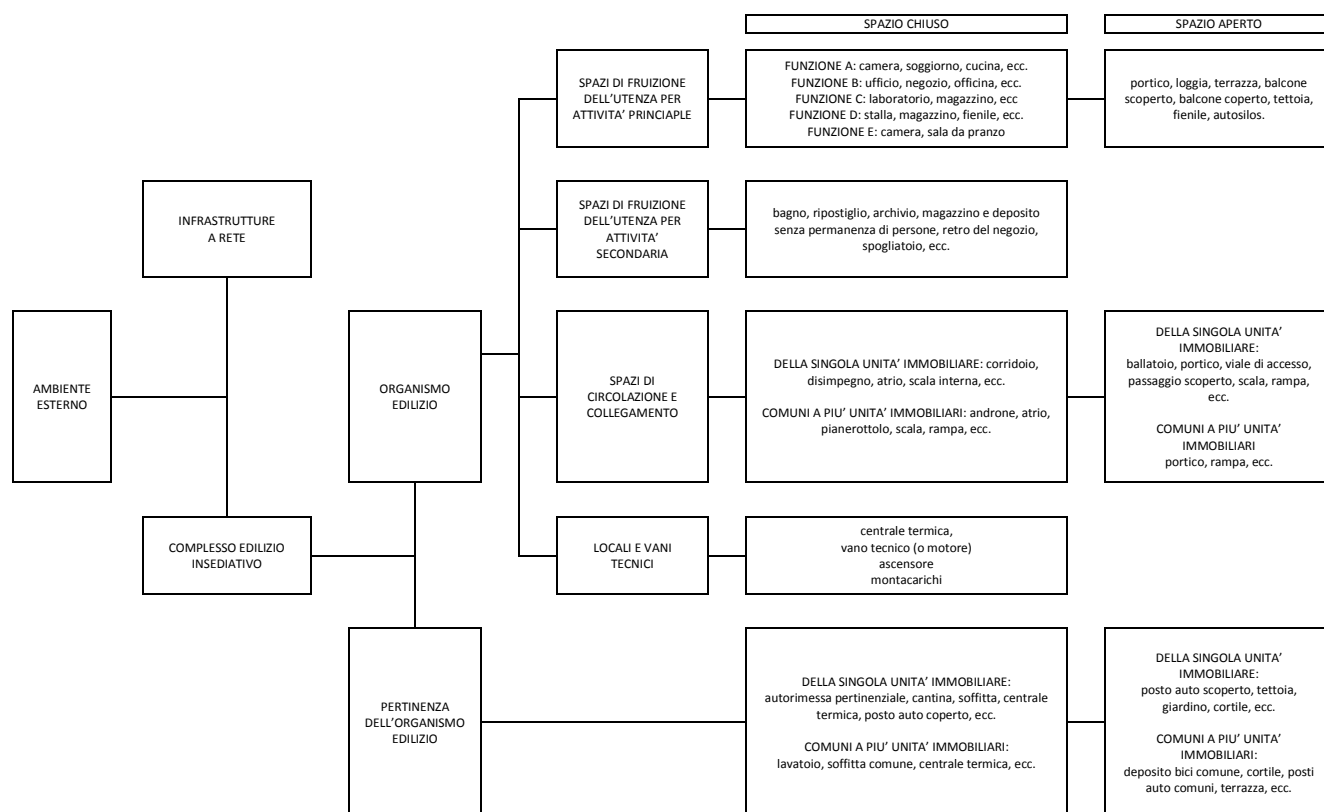 SPAZIO CHIUSO
SPAZIO APERTO
SPAZI DI FRUIZIONE
DELL’UTENZA PER
ATTIVITA’ PRINCIAPLE
FUNZIONE A: camera, soggiorno, cucina, ecc.
FUNZIONE B: ufficio, negozio, officina, ecc.
FUNZIONE C: laboratorio, magazzino, ecc
FUNZIONE D: stalla, magazzino, fienile, ecc.
FUNZIONE E: camera, sala da pranzo
portico, loggia, terrazza, balcone
scoperto, balcone coperto, tettoia,
fienile, autosilos.
INFRASTRUTTURE
A RETE
SPAZI DI FRUIZIONE
DELL’UTENZA PER
ATTIVITA’
SECONDARIA
bagno, ripostiglio, archivio, magazzino e deposito
senza permanenza di persone, retro del negozio,
spogliatoio, ecc.
AMBIENTE
ESTERNO
ORGANISMO
EDILIZIO
SPAZI DI
CIRCOLAZIONE E
COLLEGAMENTO
DELLA SINGOLA UNITA’ IMMOBILIARE: corridoio,
disimpegno, atrio, scala interna, ecc.
COMUNI A PIU’ UNITA’ IMMOBILIARI: androne, atrio,
pianerottolo, scala, rampa, ecc.
DELLA SINGOLA UNITA’
IMMOBILIARE:
ballatoio, portico, viale di accesso,
passaggio scoperto, scala, rampa,
ecc.
COMUNI A PIU’ UNITA’
IMMOBILIARI
portico, rampa, ecc.
COMPLESSO EDILIZIO
INSEDIATIVO
LOCALI E VANI
TECNICI
centrale termica,
vano tecnico (o motore)
ascensore
montacarichi
PERTINENZA
DELL’ORGANISMO
EDILIZIO
DELLA SINGOLA UNITA’ IMMOBILIARE:
autorimessa pertinenziale, cantina, soffitta, centrale
termica, posto auto coperto, ecc.
COMUNI A PIU’ UNITA’ IMMOBILIARI:
lavatoio, soffitta comune, centrale termica, ecc.
DELLA SINGOLA UNITA’
IMMOBILIARE:
posto auto scoperto, tettoia,
giardino, cortile, ecc.
COMUNI A PIU’ UNITA’
IMMOBILIARI:
deposito bici comune, cortile, posti
auto comuni, terrazza, ecc.